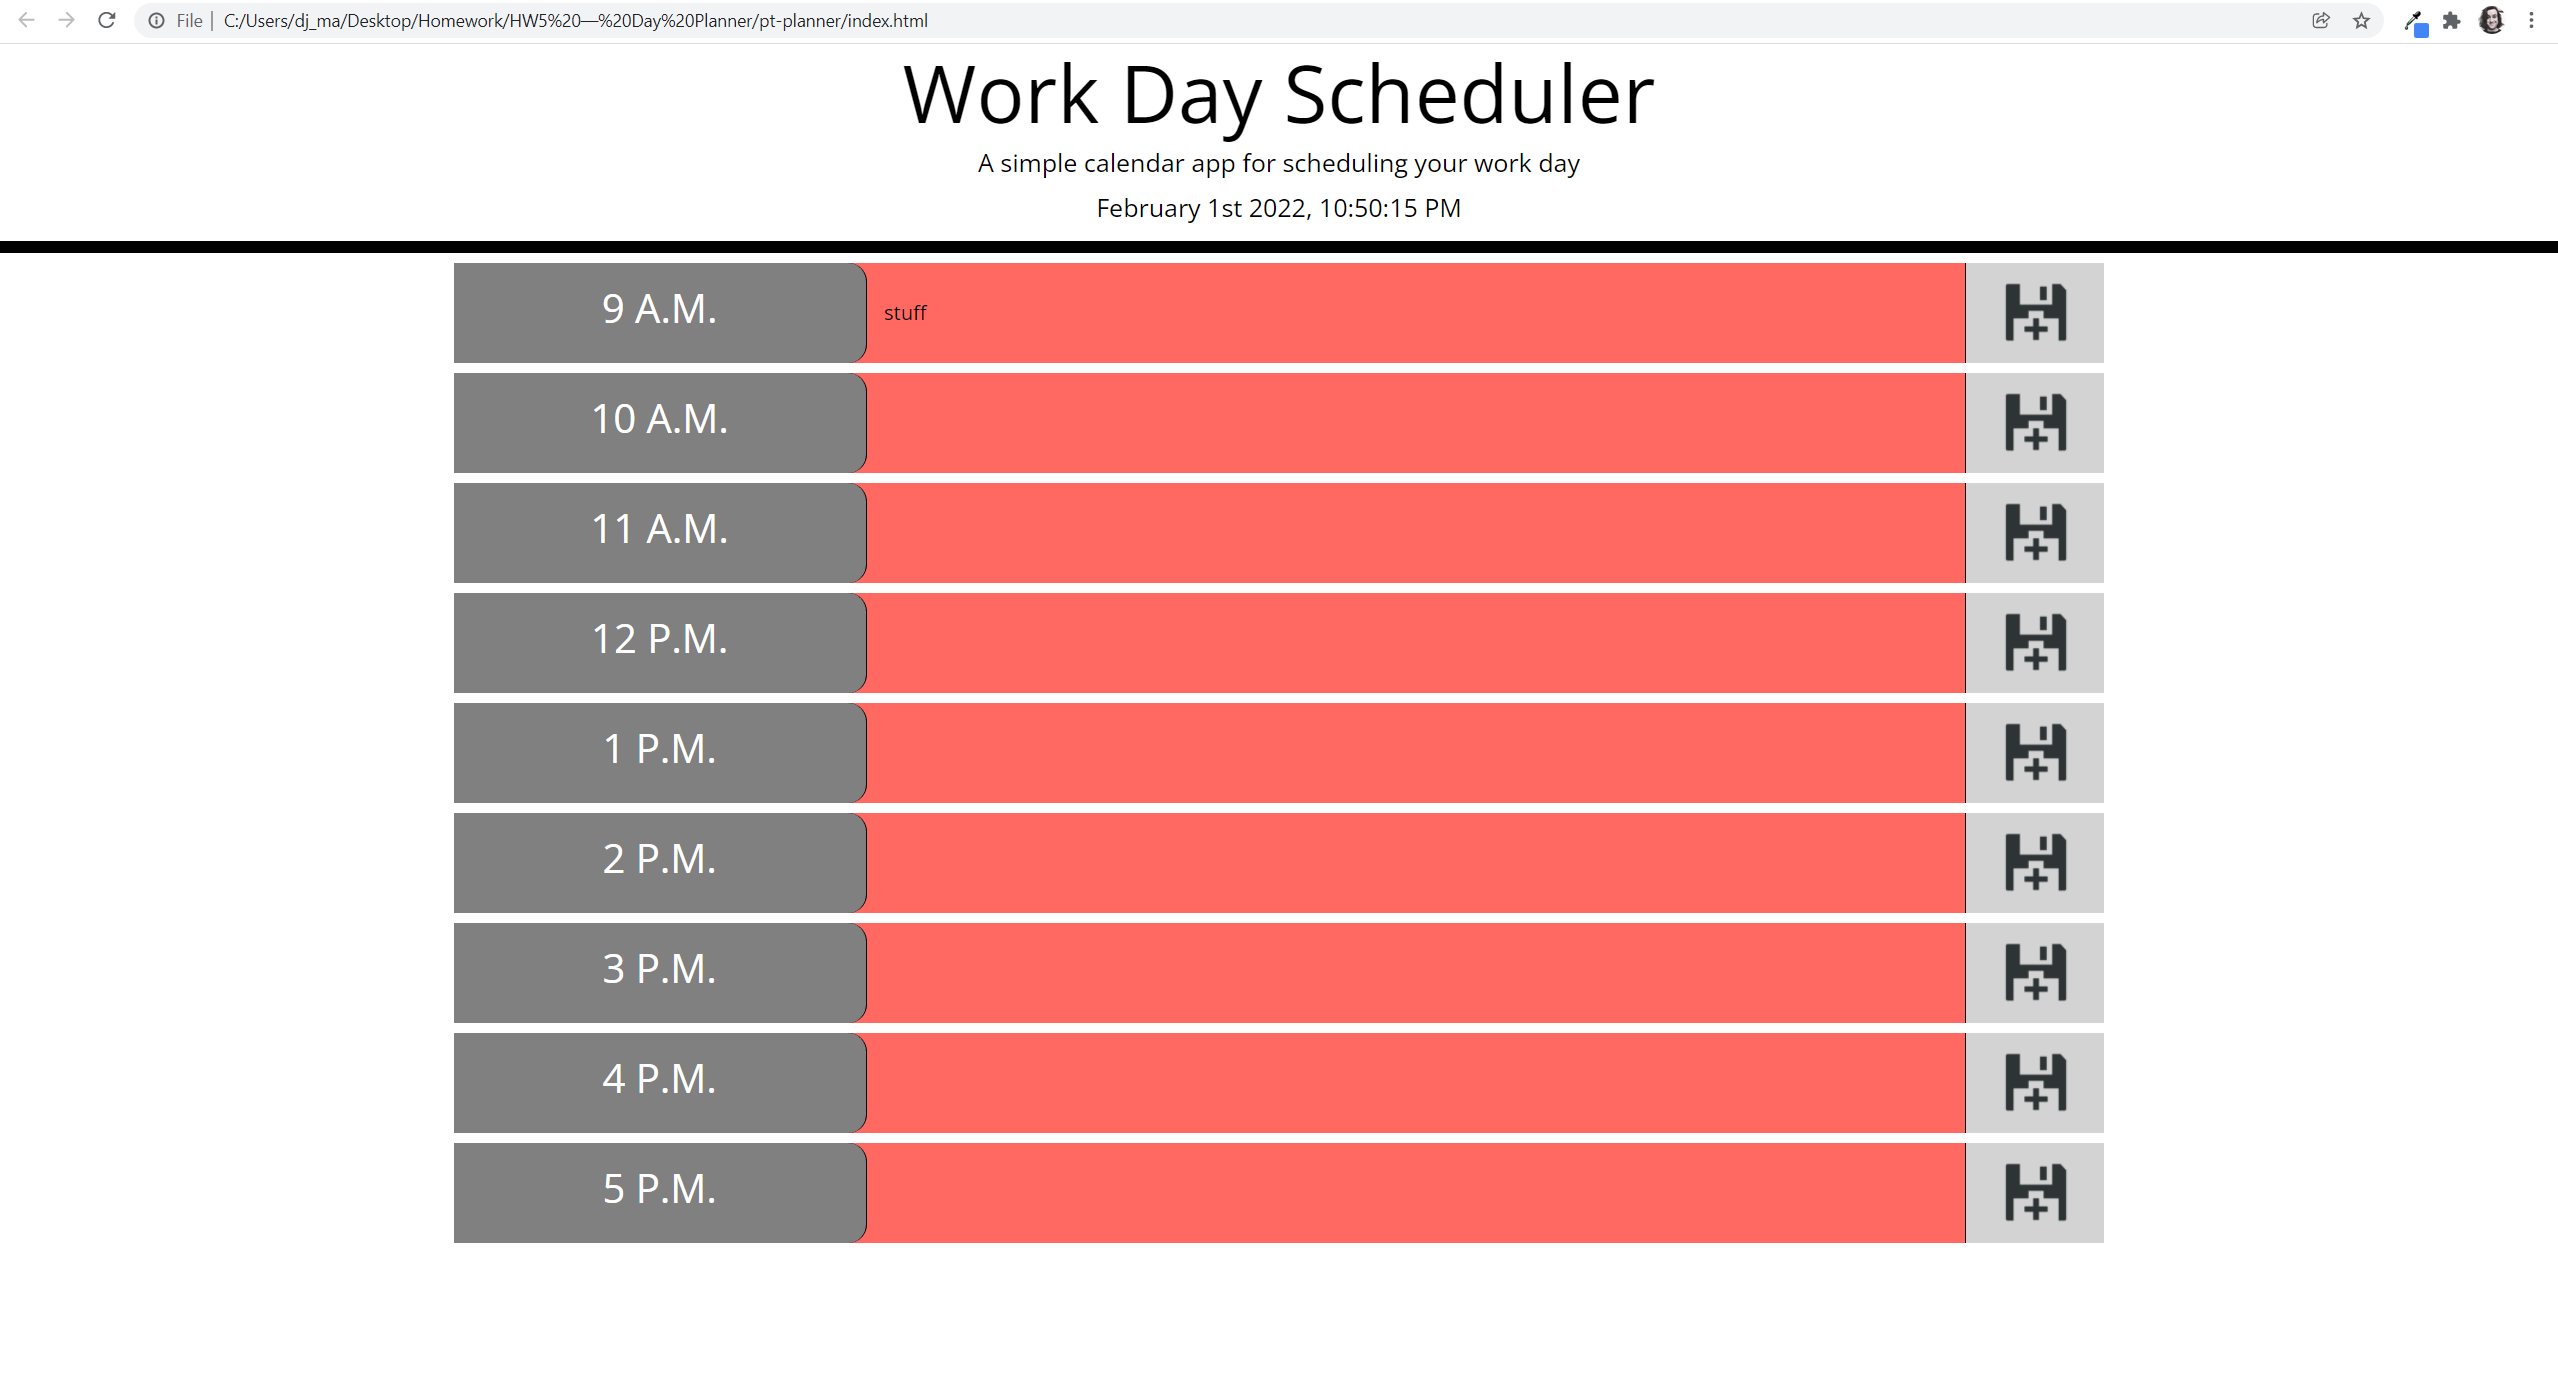 File | C:/Users/dj_ma/Desktop/Homework/HW5%20—%20Day%20Planner/pt-planner/index.html
Work Day Scheduler
A simple calendar app for scheduling your work day
February 1st 2022, 10:50:15 PM
9 A.M. stuff
10 A.M.
11 A.M.
12 P.M.
1 P.M.
2 P.M.
3 P.M.
4 P.M.
5 P.M.